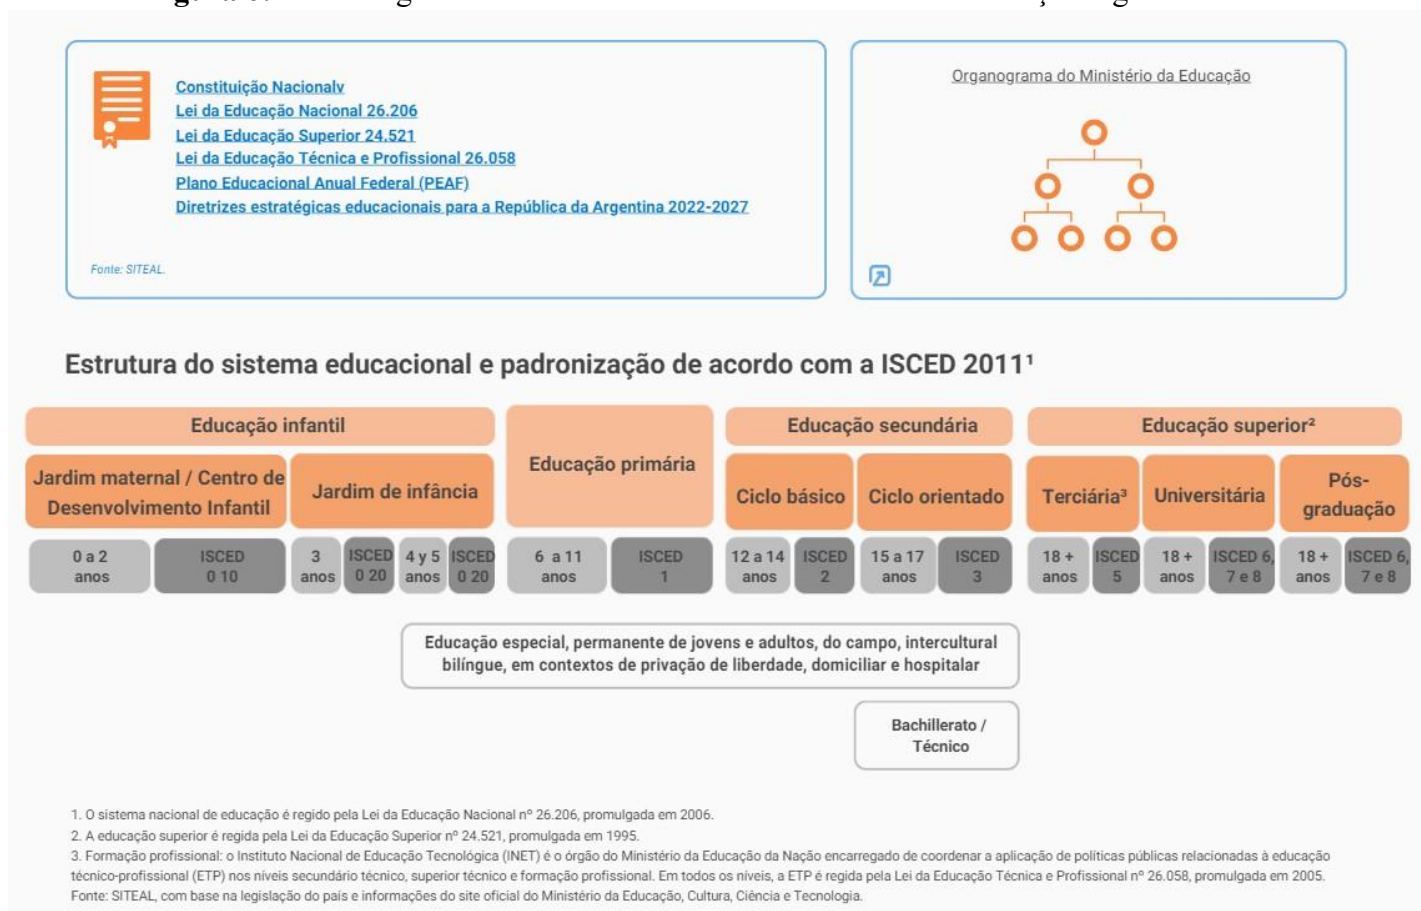 Constituição Nacionalv
Lei da Educação Nacional 26.206
Lei da Educação Superior 24.521
Lei da Educação Técnica e Profissional 26.058
Plano Educacional Anual Federal (PEAF)
Diretrizes estratégicas educacionais para a República da Argentina 2022-2027
Fonte: SITEAL.
Organograma do Ministério da Educação
Estrutura do sistema educacional e padronização de acordo com a ISCED 2011¹
Educação infantil
Jardim maternal / Centro de
Desenvolvimento Infantil
Jardim de infância
0 a 2
anos
ISCED
0 10
3
anos
ISCED
0 20
4 y 5
anos
ISCED
0 20
Educação primária
6 a 11
anos
ISCED
1
Educação secundária
Ciclo básico
Ciclo orientado
12 a 14
anos
ISCED
2
15 a 17
anos
ISCED
3
Educação superior²
Terciária³
Universitária
Pós-
graduação
18 +
anos
ISCED
5
18 +
anos
ISCED 6,
7 e 8
18 +
anos
ISCED 6,
7 e 8
Educação especial, permanente de jovens e adultos, do campo, intercultural
bilíngue, em contextos de privação de liberdade, domiciliar e hospitalar
Bachillerato /
Técnico
1. O sistema nacional de educação é regido pela Lei da Educação Nacional nº 26.206, promulgada em 2006.
2. A educação superior é regida pela Lei da Educação Superior nº 24.521, promulgada em 1995.
3. Formação profissional: o Instituto Nacional de Educação Tecnológica (INET) é o órgão do Ministério da Educação da Nação encarregado de coordenar a aplicação de políticas públicas relacionadas à educação
técnico-profissional (ETP) nos níveis secundário técnico, superior técnico e formação profissional. Em todos os níveis, a ETP é regida pela Lei da Educação Técnica e Profissional nº 26.058, promulgada em 2005.
Fonte: SITEAL, com base na legislação do país e informações do site oficial do Ministério da Educação, Cultura, Ciência e Tecnologia.